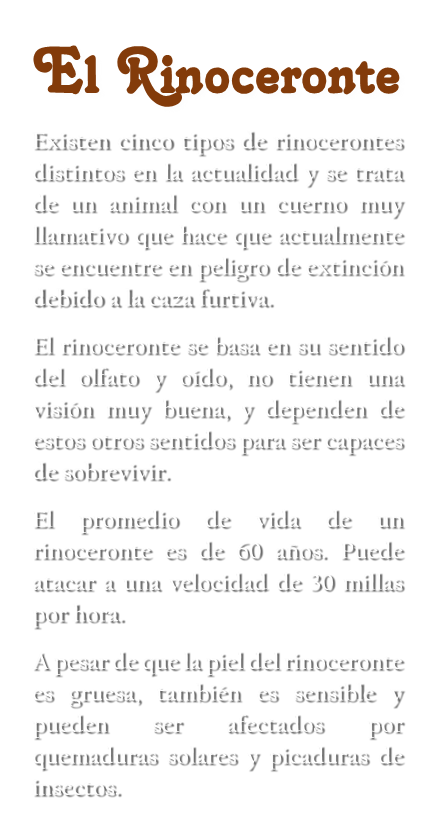 El Rinoceronte
Existen cinco tipos de rinocerontes
distintos en la actualidad y se trata
de un animal con un cuerno muy
llamativo que hace que actualmente
se encuentre en peligro de extinción
debido a la caza furtiva.
El rinoceronte se basa en su sentido
del olfato y oído, no tienen una
visión muy buena, y dependen de
estos otros sentidos para ser capaces
de sobrevivir.
El promedio de vida de un
rinoceronte es de 60 años. Puede
atacar a una velocidad de 30 millas
por hora.
A pesar de que la piel del rinoceronte
es gruesa, también es sensible y
pueden ser afectados por
quemaduras solares y picaduras de
insectos.